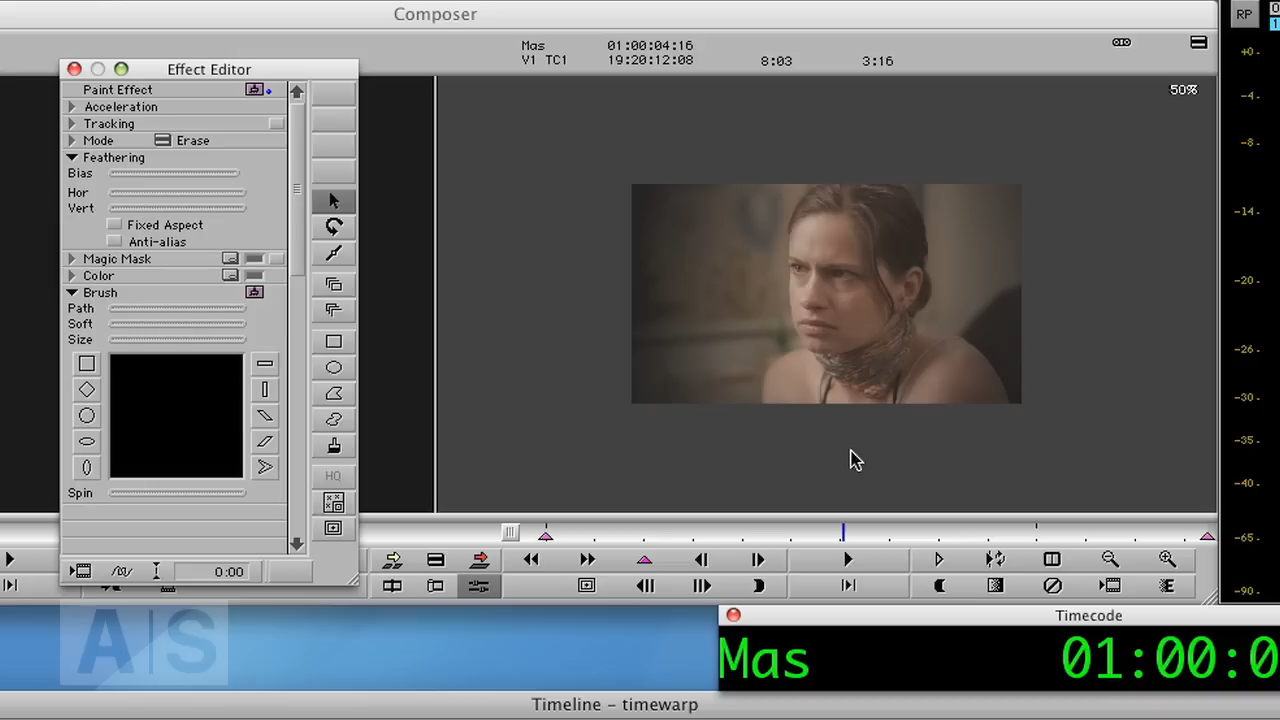 Composer
RP
Mas 01:00:04:16
V1 TC1 19:20:12:08 8:03 3:16
50%
Effect Editor
Paint Effect
Acceleration
Tracking
Mode Erase
Feathering
Bias
Hor
Vert
Fixed Aspect
Anti-alias
Magic Mask
Color
Brush
Path
Soft
Size
HQ
Spin
0:00
+0
-4
-8
-14
-20
-26
-30
-35
-40
-65
-90
A|S
Timecode
Mas 01:00:0
Timeline - timewarp